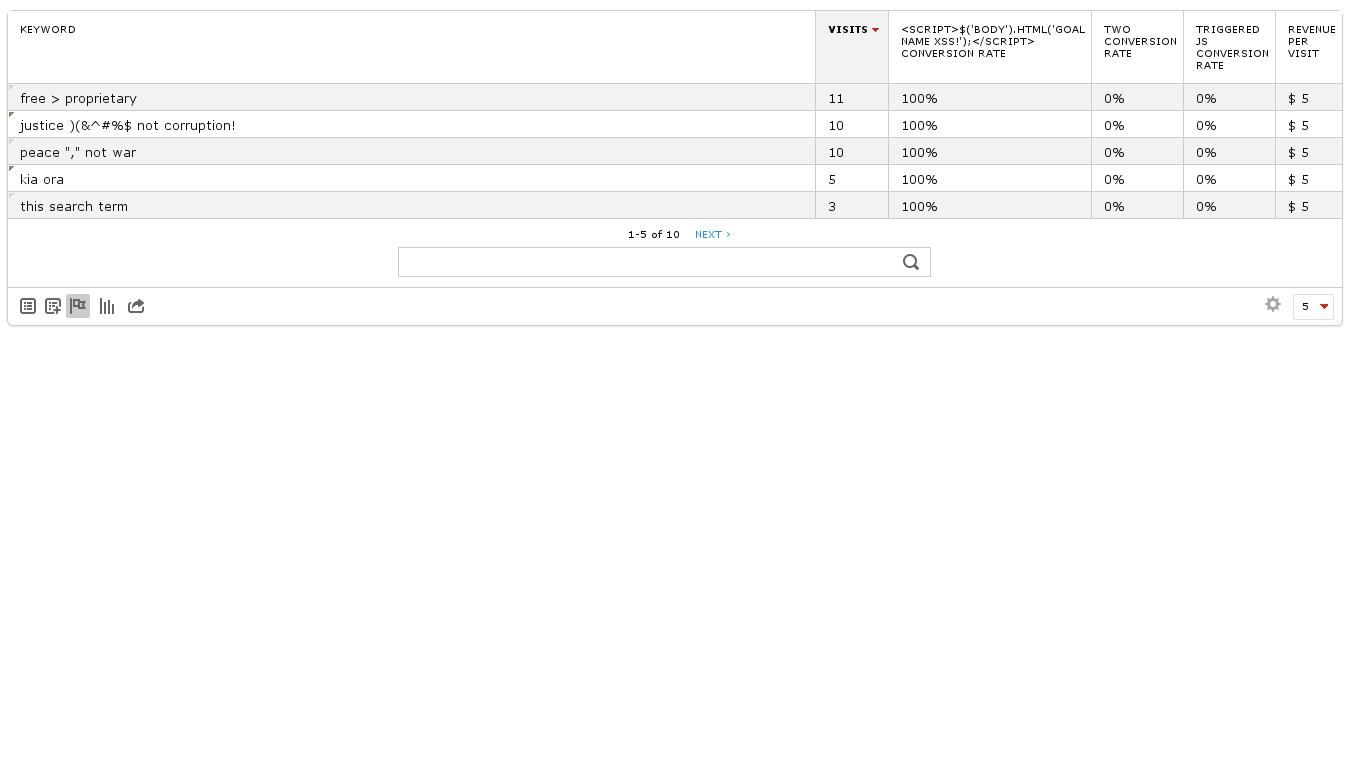 KEYWORD
VISITS
<SCRIPT>$('BODY').HTML('GOAL
NAME XSS!');</SCRIPT>
CONVERSION RATE
TWO
CONVERSION
RATE
TRIGGERED
JS
CONVERSION
RATE
REVENUE
PER
VISIT
free > proprietary 11 100% 0% 0% $ 5
justice )(&^#%$ not corruption! 10 100% 0% 0% $ 5
peace "," not war 10 100% 0% 0% $ 5
kia ora 5 100% 0% 0% $ 5
this search term 3 100% 0% 0% $ 5
1-5 of 10 NEXT ›
5